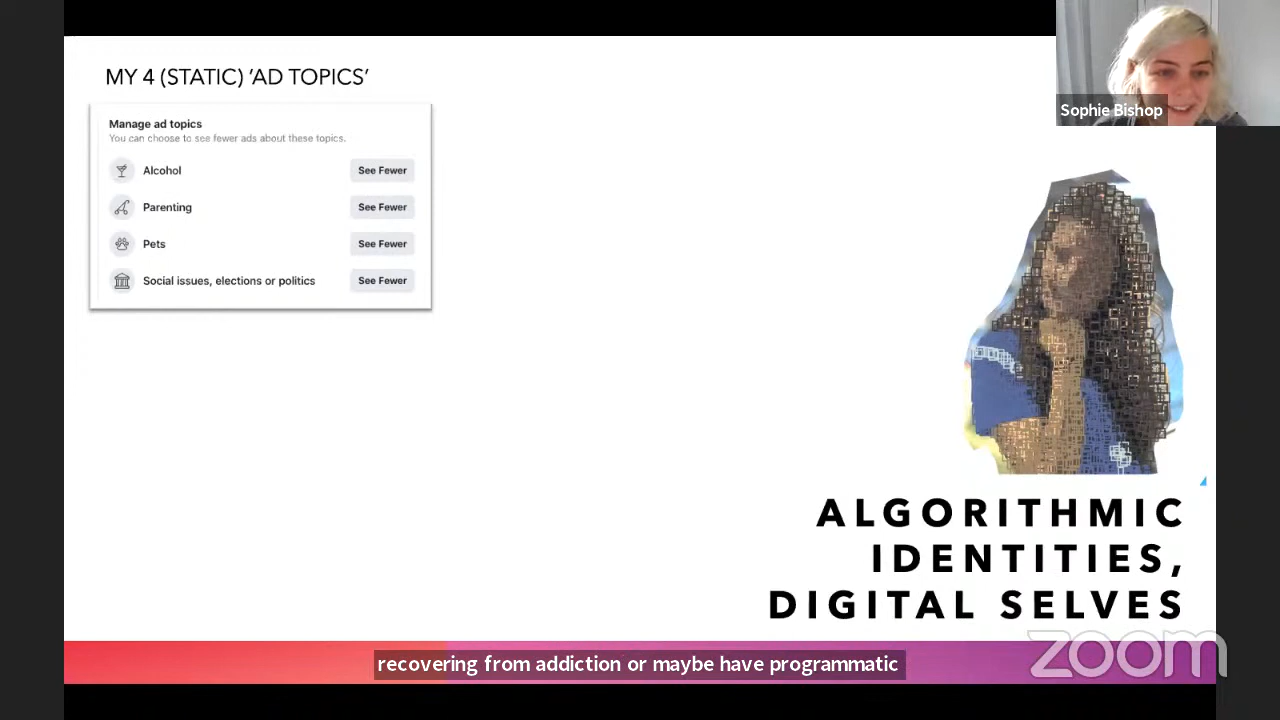 MY 4 (STATIC) ‘AD TOPICS’
Manage ad topics
You can choose to see fewer ads about these topics.
Alcohol See Fewer
Parenting See Fewer
Pets See Fewer
Social issues, elections or politics See Fewer
Sophie Bishop
ALGORITHMIC
IDENTITIES,
DIGITAL SELVES
zoom
recovering from addiction or maybe have programmatic